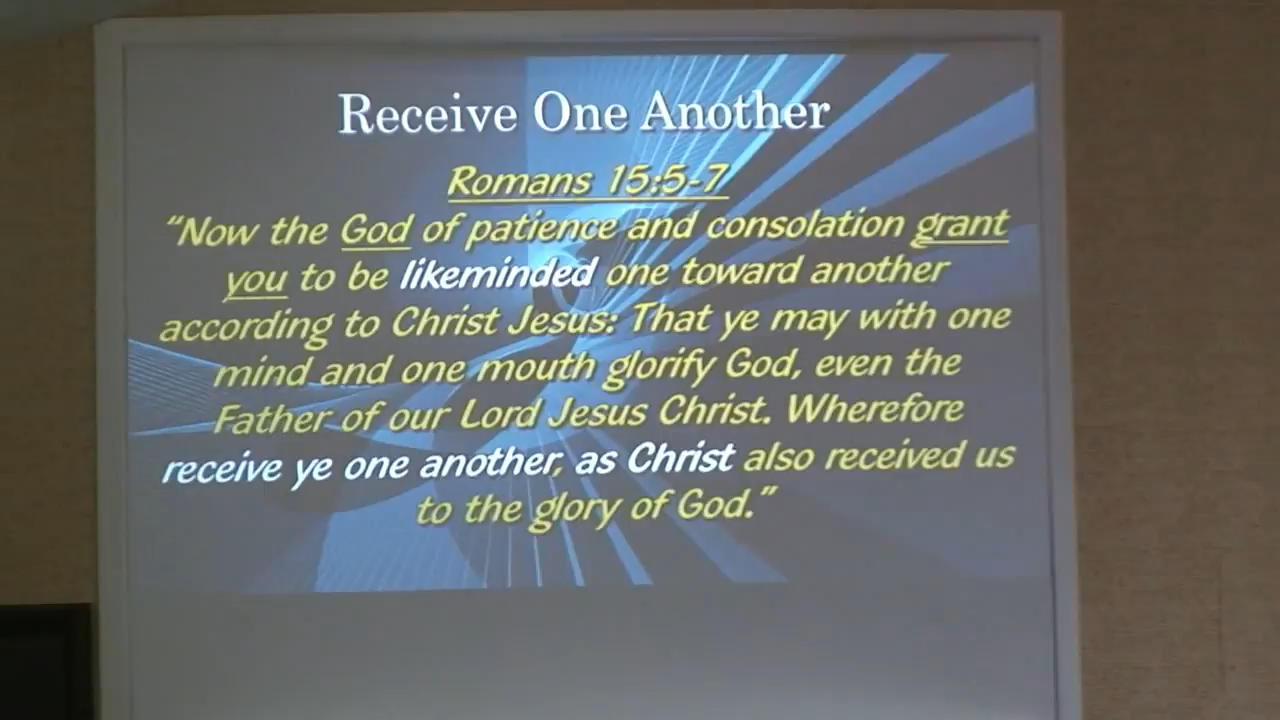 Receive One Another
Romans 15:5-7
“Now the God of patience and consolation grant
you to be likeminded one toward another
according to Christ Jesus: That ye may with one
mind and one mouth glorify God, even the
Father of our Lord Jesus Christ. Wherefore
receive ye one another, as Christ also received us
to the glory of God.”